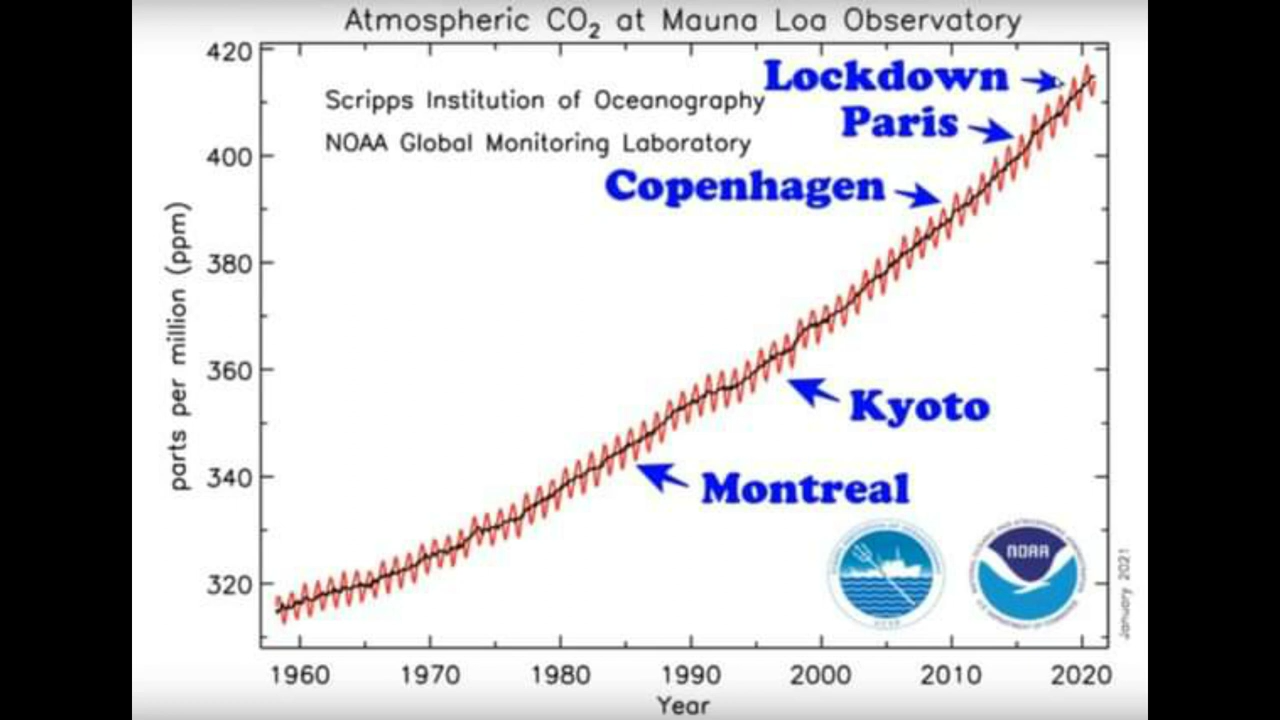 Atmospheric CO₂ at Mauna Loa Observatory
420
400
380
360
340
320
parts per million (ppm)
Scripps Institution of Oceanography
NOAA Global Monitoring Laboratory
Lockdown
Paris
Copenhagen
Kyoto
Montreal
NOAA
January 2021
1960 1970 1980 1990 2000 2010 2020
Year